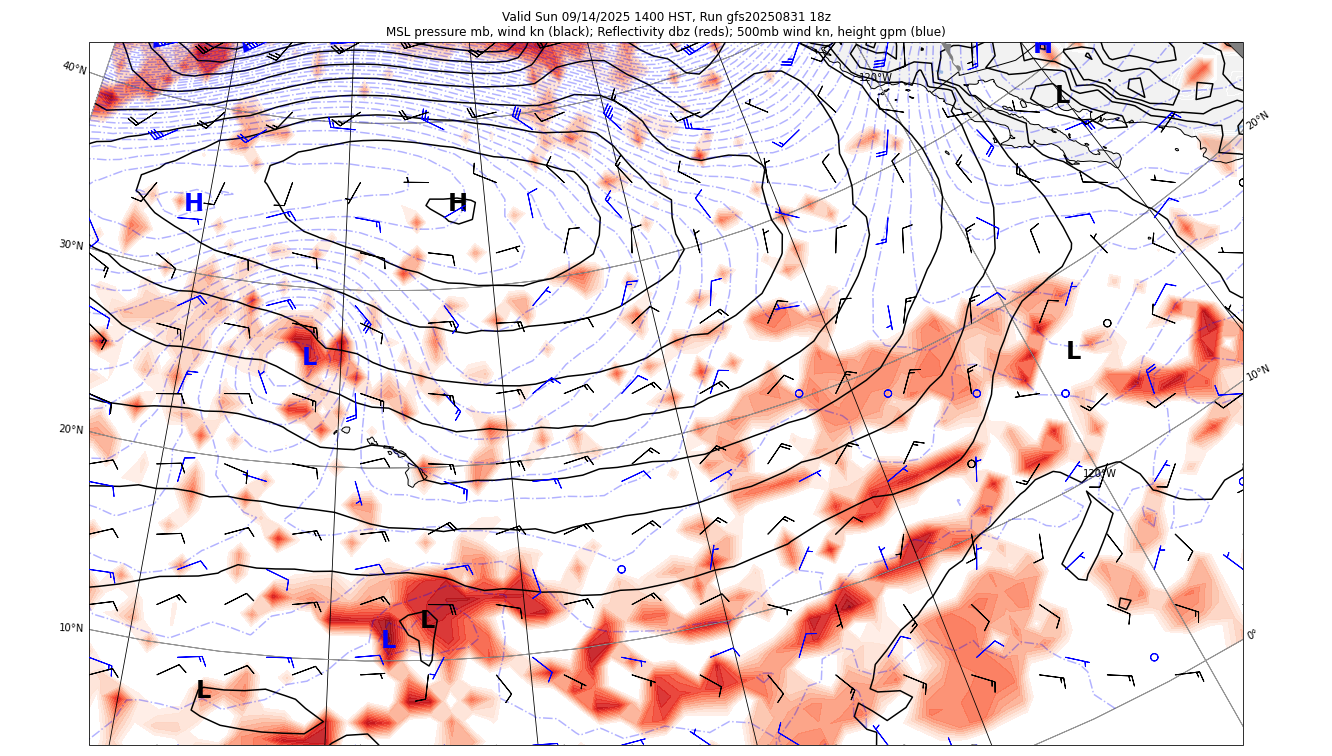 Valid Sun 09/14/2025 1400 HST, Run gfs20250831 18z
MSL pressure mb, wind kn (black); Reflectivity dbz (reds); 500mb wind kn, height gpm (blue)
H
40°N
120°W
L
20°N
H
H
30°N
L
L
10°N
20°N
120°W
L
10°N
L
0°
L